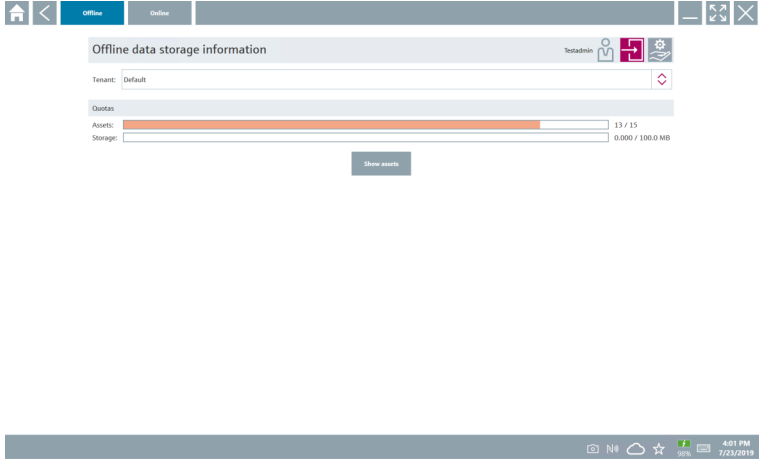 Offline Online
Offline data storage information
Testadmin
Tenant: Default
Quotas
Assets: 13 / 15
Storage: 0.000 / 100.0 MB
Show assets
98%
4:01 PM
7/23/2019